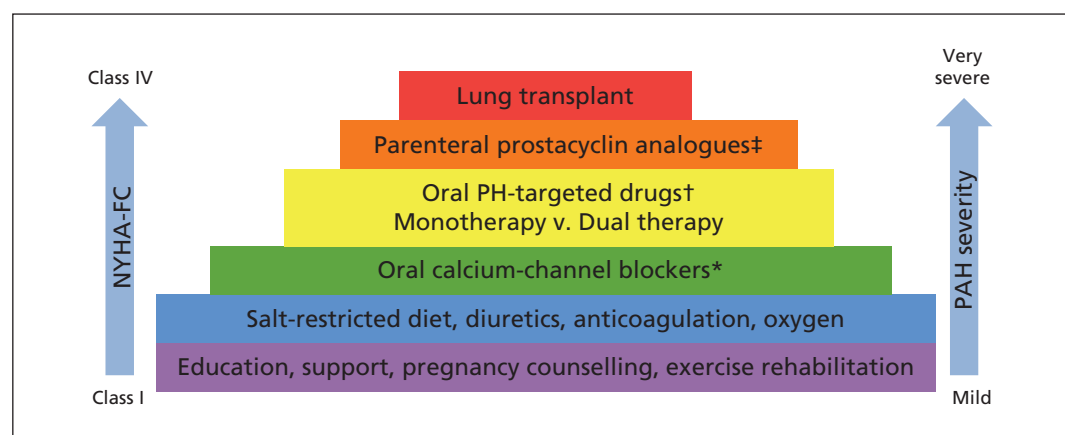 Class IV
Very
severe
Lung transplant
Parenteral prostacyclin analogues‡
Oral PH-targeted drugs†
Monotherapy v. Dual therapy
NYHA-FC
PAH severity
Oral calcium-channel blockers*
Salt-restricted diet, diuretics, anticoagulation, oxygen
Education, support, pregnancy counselling, exercise rehabilitation
Class I
Mild